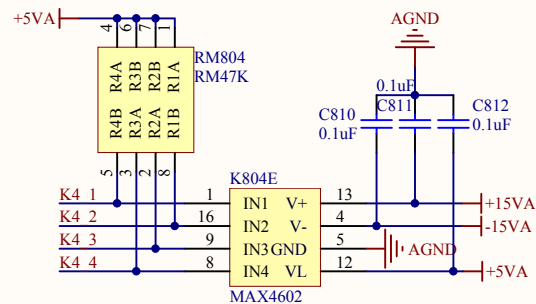 +5VA
4
6
7
1
R4A
R3B
R2B
R1A
R4B
R3A
R2A
R1B
RM804
RM47K
5
3
2
8
AGND
0.1uF
C810
0.1uF
C811
C812
0.1uF
K804E
K4 1
1
IN1
V+
13
+15VA
K4 2
16
IN2
V-
4
-15VA
K4 3
9
IN3
GND
5
AGND
K4 4
8
IN4
VL
12
+5VA
MAX4602